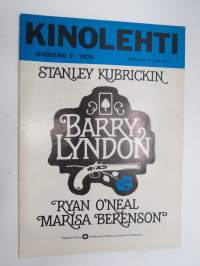 KINOLEHTI
NUMERO 2 1976
STANLEY KUBRICKIN
BARRY
LYNDON
RYAN O'NEAL
MARISA BERENSON